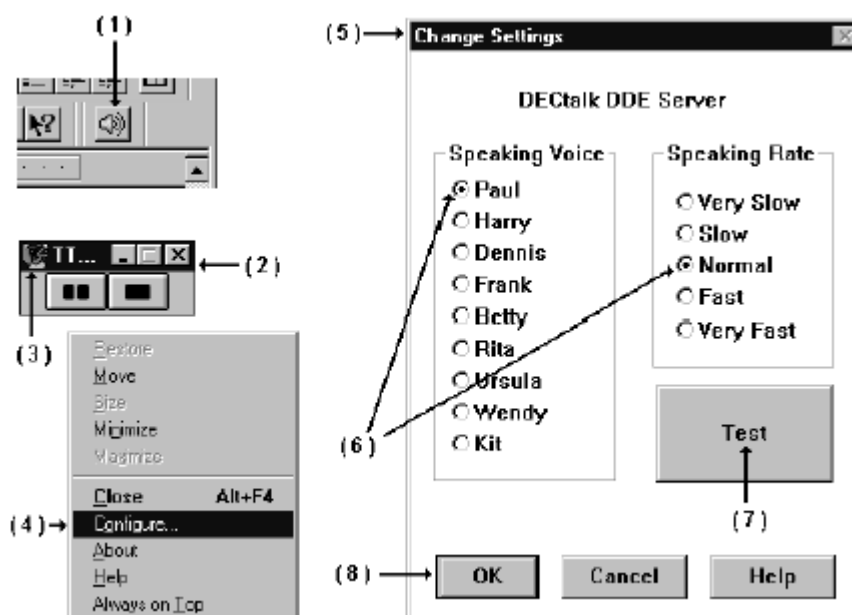 (1)
TT...
(2)
(3)
Restore
Move
Size
Minimize
Maximize
Close Alt+F4
(4) Configure...
About
Help
Always on Top
(5) Change Settings
DECtalk DDE Server
Speaking Voice
Paul
Harry
Dennis
Frank
Betty
Rita
Ursula
Wendy
Kit
(6)
Speaking Rate
Very Slow
Slow
Normal
Fast
Very Fast
Test
(7)
(8) OK Cancel Help